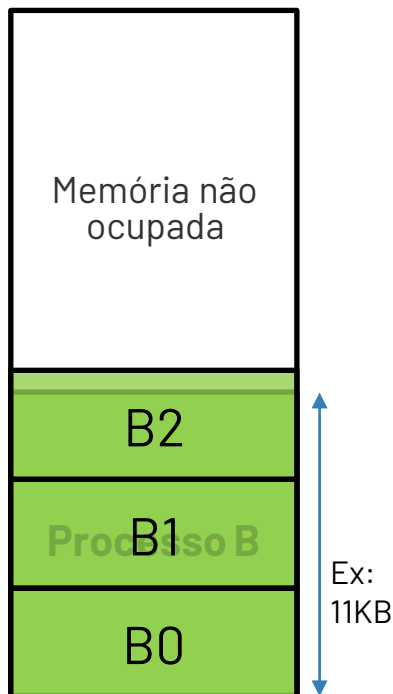 Memória não
ocupada
B2
Processo B
B1
B0
Ex:
11KB